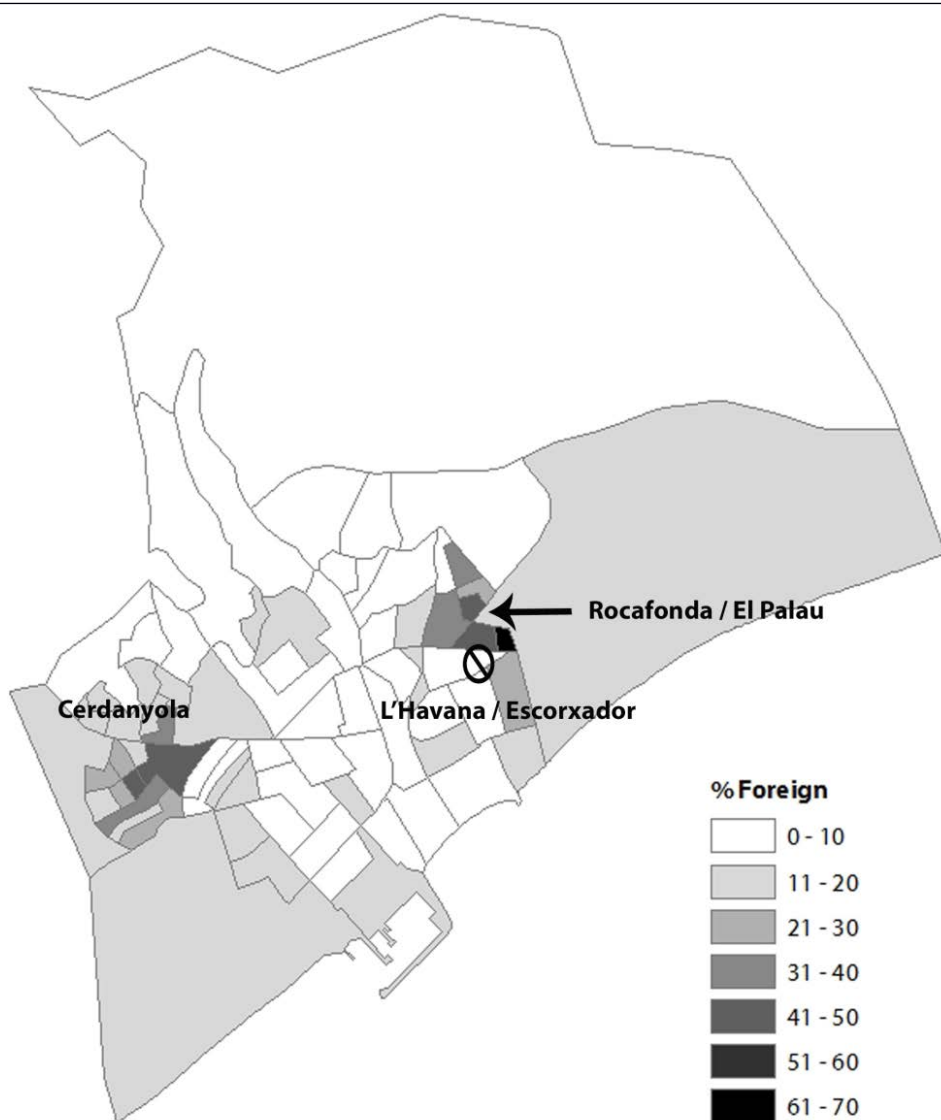 Rocafonda / El Palau
Cerdanyola
L'Havana / Escorxador
% Foreign
0 - 10
11 - 20
21 - 30
31 - 40
41 - 50
51 - 60
61 - 70